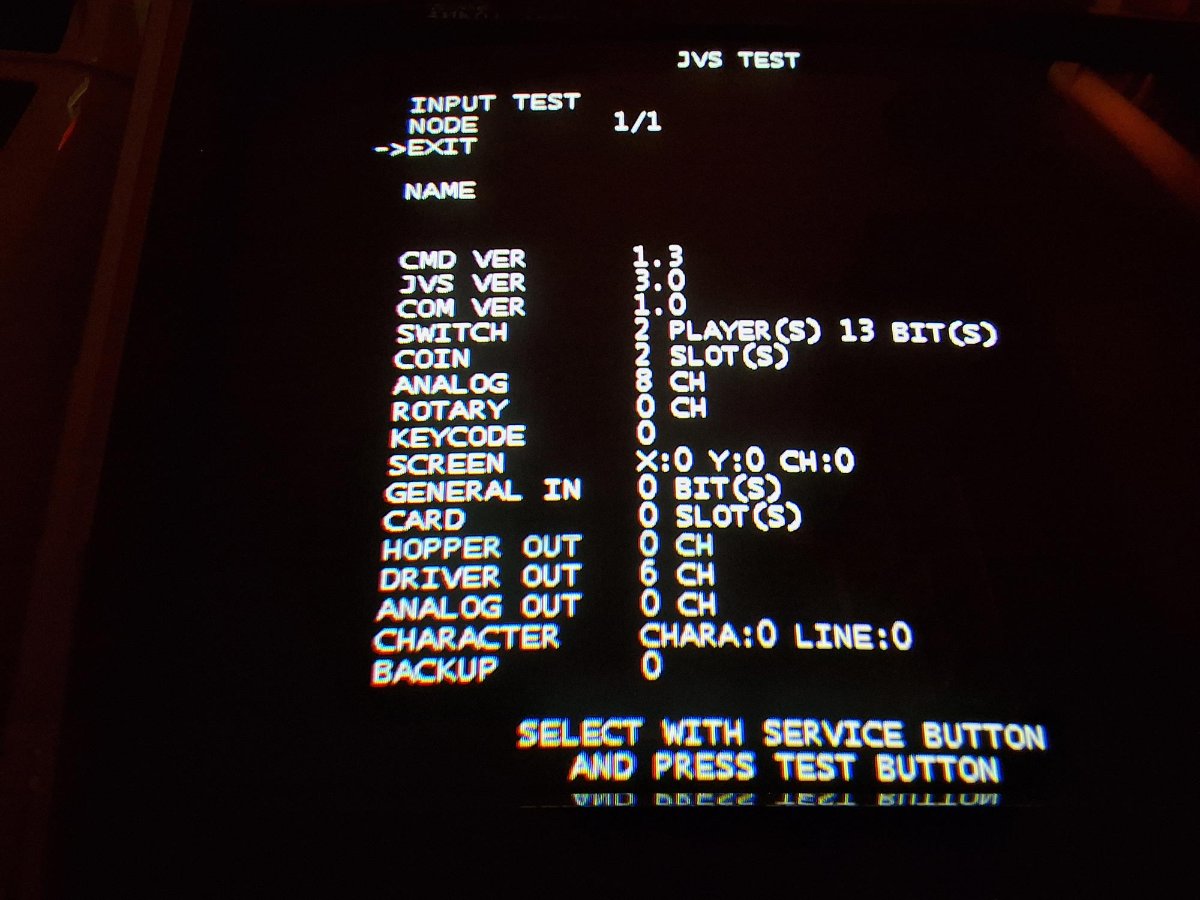 JVS TEST
INPUT TEST
NODE 1/1
->EXIT
NAME
CMD VER 1.3
JVS VER 3.0
COM VER 1.0
SWITCH 2 PLAYER(S) 13 BIT(S)
COIN 2 SLOT(S)
ANALOG 8 CH
ROTARY 0 CH
KEYCODE 0
SCREEN X:0 Y:0 CH:0
GENERAL IN 0 BIT(S)
CARD 0 SLOT(S)
HOPPER OUT 0 CH
DRIVER OUT 6 CH
ANALOG OUT 0 CH
CHARACTER CHARA:0 LINE:0
BACKUP 0
SELECT WITH SERVICE BUTTON
AND PRESS TEST BUTTON